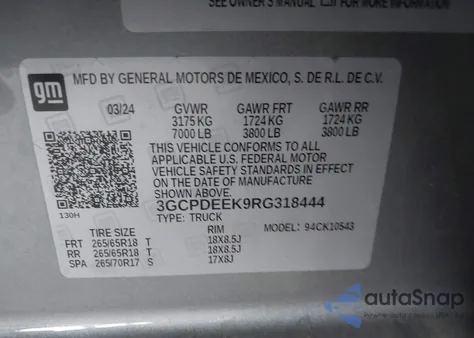 SEE OWNER'S MANUAL
gm
MFD BY GENERAL MOTORS DE MEXICO, S. DE R.L. DE C.V.
03/24 GVWR GAWR FRT GAWR RR
3175 KG 1724 KG 1724 KG
7000 LB 3800 LB 3800 LB
THIS VEHICLE CONFORMS TO ALL
APPLICABLE U.S. FEDERAL MOTOR
VEHICLE SAFETY STANDARDS IN
EFFECT ON THE DATE OF
MANUFACTURE SHOWN ABOVE.
3GCPDEEK9RG318444
130H TYPE: TRUCK MODEL: 94CK10543
TIRE SIZE RIM
FRT 265/65R18 T 18X8.5J
RR 265/65R18 T 18X8.5J
SPA 265/70R17 S 17X8J
autoSnap